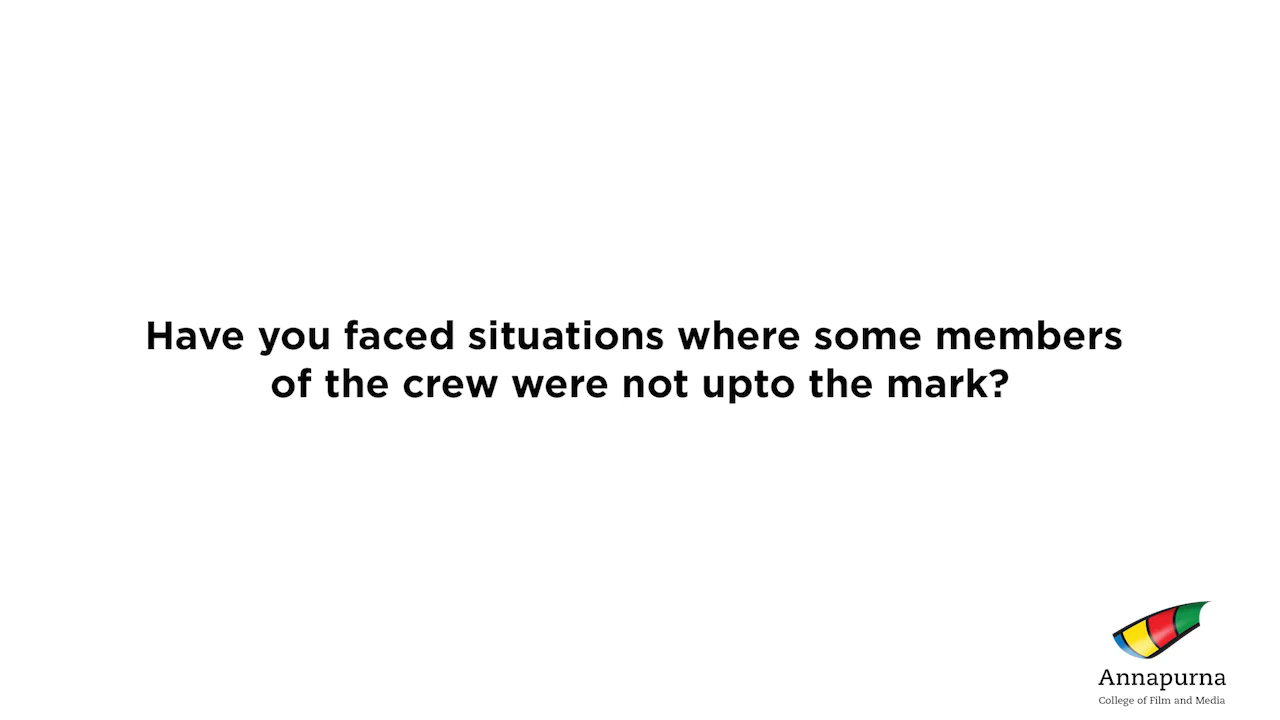 Have you faced situations where some members
of the crew were not upto the mark?
Annapurna
College of Film and Media